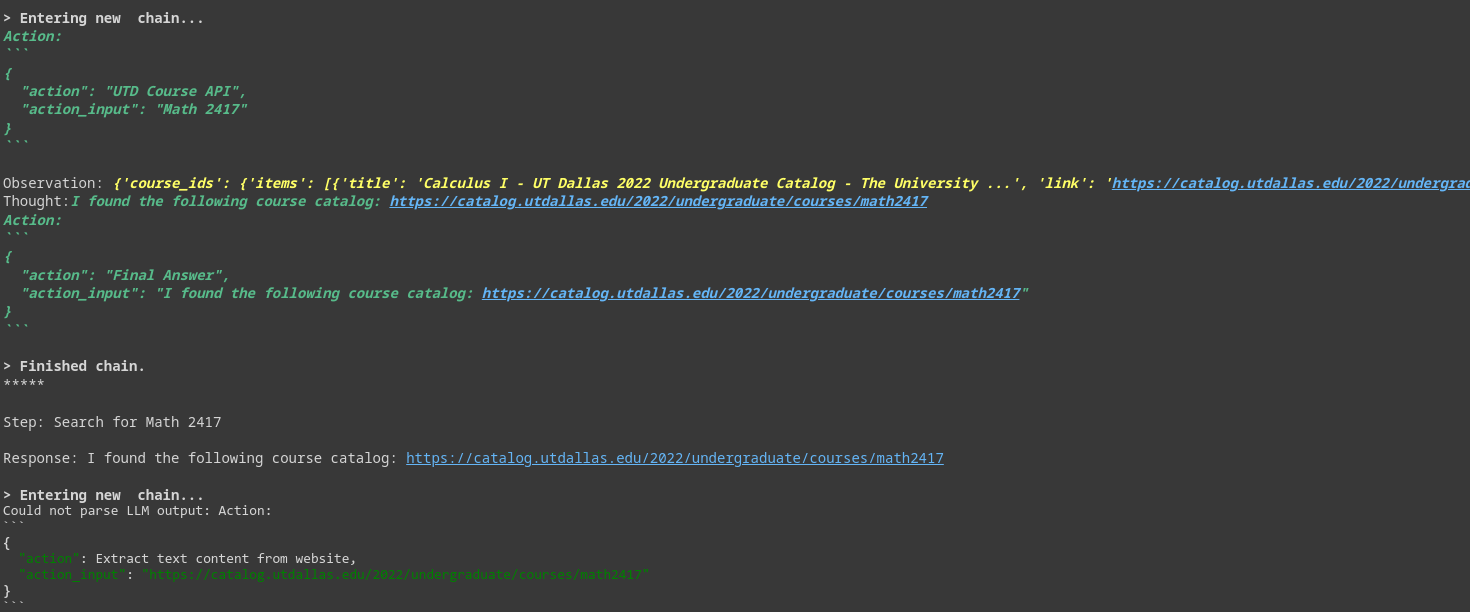 > Entering new  chain...
Action:
```
{
  "action": "UTD Course API",
  "action_input": "Math 2417"
}
```
Observation: {'course_ids': {'items': [{'title': 'Calculus I - UT Dallas 2022 Undergraduate Catalog - The University ...', 'link': 'https://catalog.utdallas.edu/2022/undergrad
Thought:I found the following course catalog: https://catalog.utdallas.edu/2022/undergraduate/courses/math2417
Action:
```
{
  "action": "Final Answer",
  "action_input": "I found the following course catalog: https://catalog.utdallas.edu/2022/undergraduate/courses/math2417"
}
```
> Finished chain.
*****
Step: Search for Math 2417
Response: I found the following course catalog: https://catalog.utdallas.edu/2022/undergraduate/courses/math2417
> Entering new  chain...
Could not parse LLM output: Action:
```
{
  "action": Extract text content from website,
  "action_input": "https://catalog.utdallas.edu/2022/undergraduate/courses/math2417"
}
```